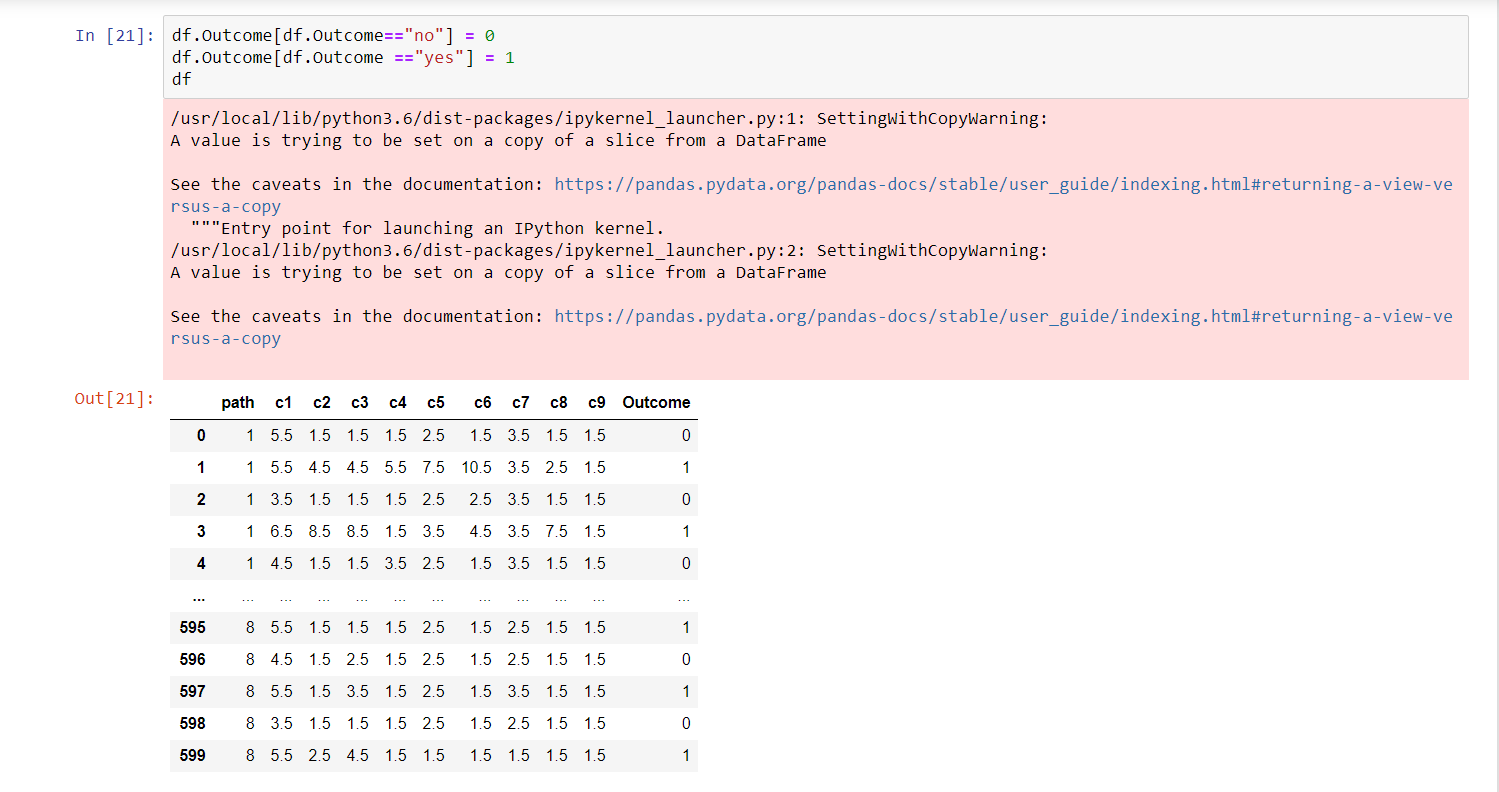 In [21]: df.Outcome[df.Outcome=="no"] = 0
df.Outcome[df.Outcome =="yes"] = 1
df
/usr/local/lib/python3.6/dist-packages/ipykernel_launcher.py:1: SettingWithCopyWarning:
A value is trying to be set on a copy of a slice from a DataFrame
See the caveats in the documentation: https://pandas.pydata.org/pandas-docs/stable/user_guide/indexing.html#returning-a-view-ve
rsus-a-copy
"""Entry point for launching an IPython kernel.
/usr/local/lib/python3.6/dist-packages/ipykernel_launcher.py:2: SettingWithCopyWarning:
A value is trying to be set on a copy of a slice from a DataFrame
See the caveats in the documentation: https://pandas.pydata.org/pandas-docs/stable/user_guide/indexing.html#returning-a-view-ve
rsus-a-copy
Out[21]: path c1 c2 c3 c4 c5 c6 c7 c8 c9 Outcome
0 1 5.5 1.5 1.5 1.5 2.5 1.5 3.5 1.5 1.5 0
1 1 5.5 4.5 4.5 5.5 7.5 10.5 3.5 2.5 1.5 1
2 1 3.5 1.5 1.5 1.5 2.5 2.5 3.5 1.5 1.5 0
3 1 6.5 8.5 8.5 1.5 3.5 4.5 3.5 7.5 1.5 1
4 1 4.5 1.5 1.5 3.5 2.5 1.5 3.5 1.5 1.5 0
... ... ... ... ... ... ... ... ... ... ... ...
595 8 5.5 1.5 1.5 1.5 2.5 1.5 2.5 1.5 1.5 1
596 8 4.5 1.5 2.5 1.5 2.5 1.5 2.5 1.5 1.5 0
597 8 5.5 1.5 3.5 1.5 2.5 1.5 3.5 1.5 1.5 1
598 8 3.5 1.5 1.5 1.5 2.5 1.5 2.5 1.5 1.5 0
599 8 5.5 2.5 4.5 1.5 1.5 1.5 1.5 1.5 1.5 1